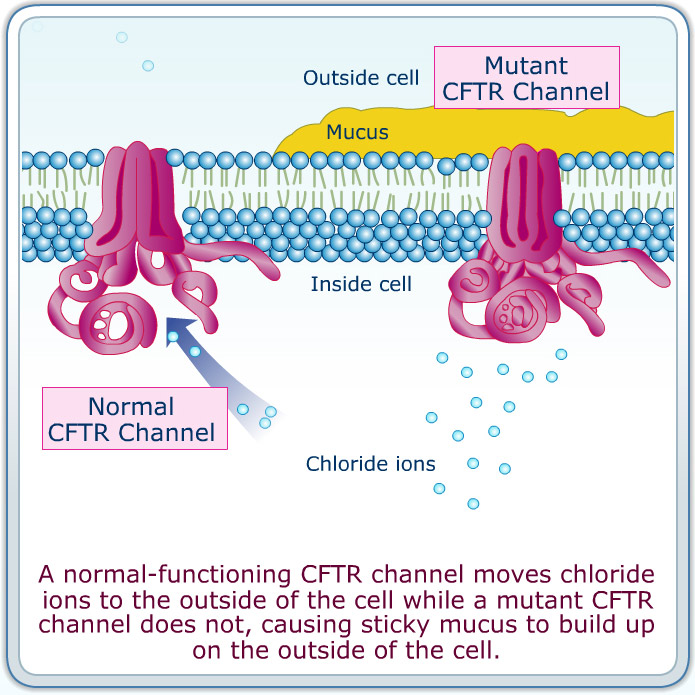 Outside cell
Mutant
CFTR Channel
Mucus
Inside cell
Normal
CFTR Channel
Chloride ions
A normal-functioning CFTR channel moves chloride
ions to the outside of the cell while a mutant CFTR
channel does not, causing sticky mucus to build up
on the outside of the cell.